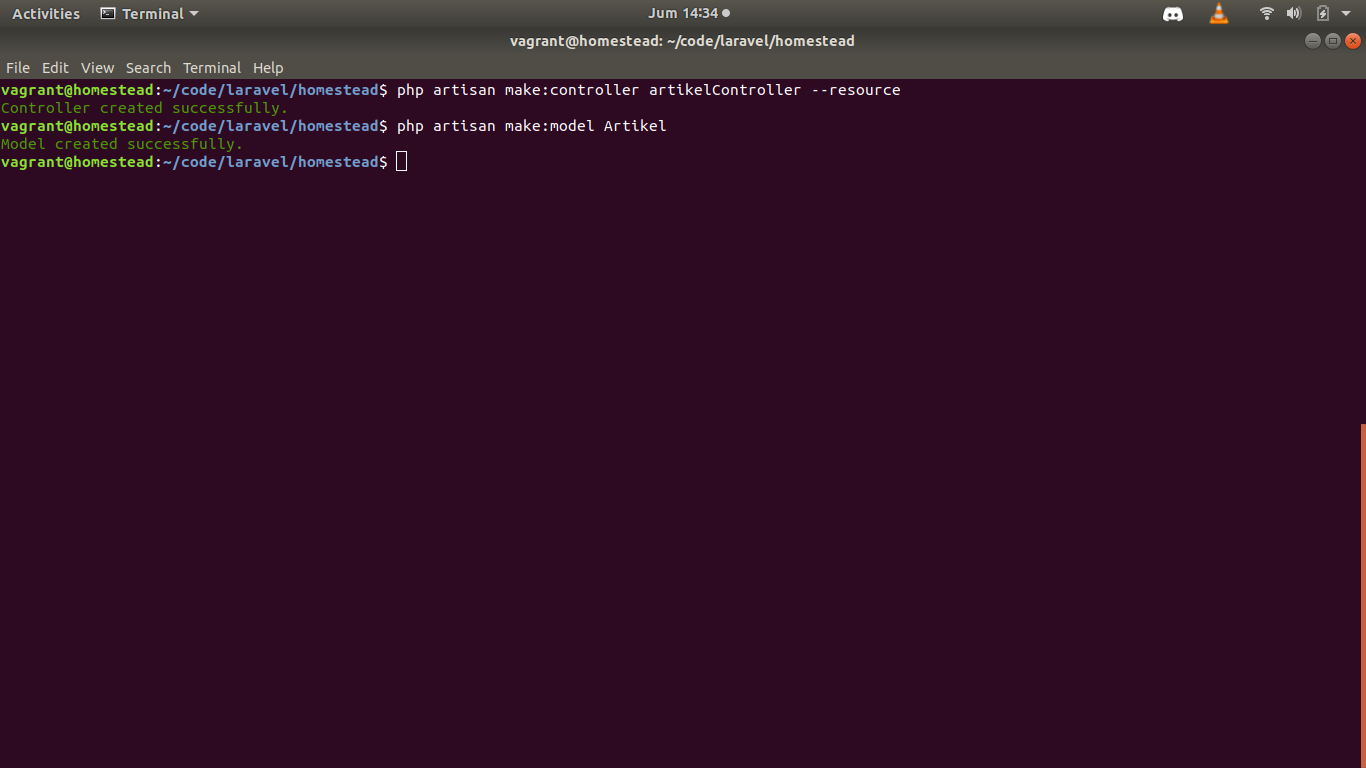 Activities Terminal Jum 14:34
vagrant@homestead: ~/code/laravel/homestead
File Edit View Search Terminal Help
vagrant@homestead:~/code/laravel/homestead$ php artisan make:controller artikelController --resource
Controller created successfully.
vagrant@homestead:~/code/laravel/homestead$ php artisan make:model Artikel
Model created successfully.
vagrant@homestead:~/code/laravel/homestead$